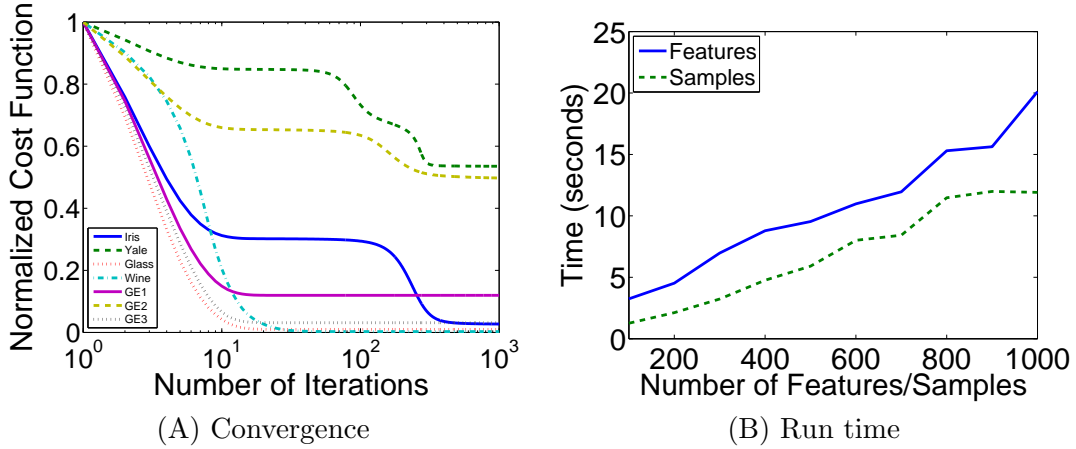 Normalized Cost Function
1
0.8
0.6
0.4
0.2
0
Iris
Yale
Glass
Wine
GE1
GE2
GE3
10^0
10^1
10^2
10^3
Number of Iterations
(A) Convergence
Time (seconds)
25
20
15
10
5
0
Features
Samples
200
400
600
800
1000
Number of Features/Samples
(B) Run time